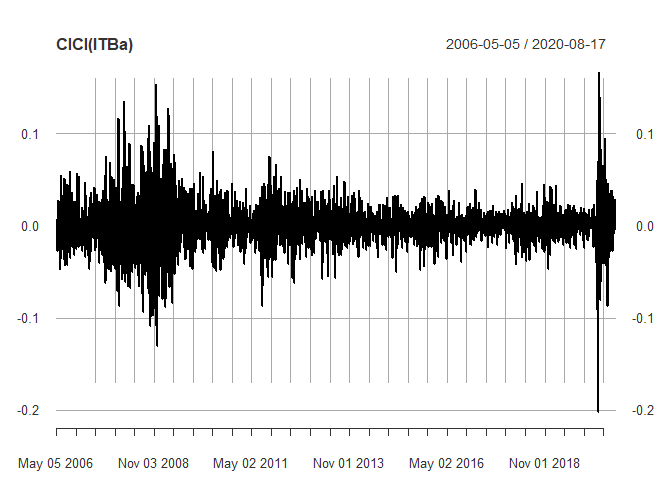 ClCl(ITBa) 2006-05-05 / 2020-08-17
0.1 0.1
0.0 0.0
-0.1 -0.1
-0.2 -0.2
May 05 2006 Nov 03 2008 May 02 2011 Nov 01 2013 May 02 2016 Nov 01 2018